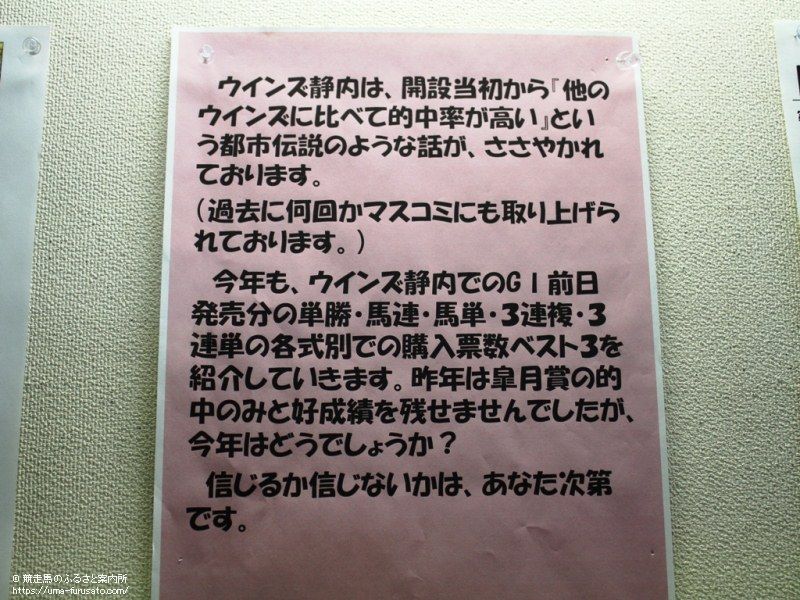 ウインズ静内は、開設当初から『他の
ウインズに比べて的中率が高い』とい
う都市伝説のような話が、ささやかれ
ております。
（過去に何回かマスコミにも取り上げら
れております。）
今年も、ウインズ静内でのGⅠ前日
発売分の単勝・馬連・馬単・3連複・3
連単の各式別での購入票数ベスト3を
紹介していきます。昨年は皐月賞の的
中のみと好成績を残せませんでしたが、
今年はどうでしょうか？
信じるか信じないかは、あなた次第
です。
© 競走馬のふるさと案内所
https://uma-furusato.com/